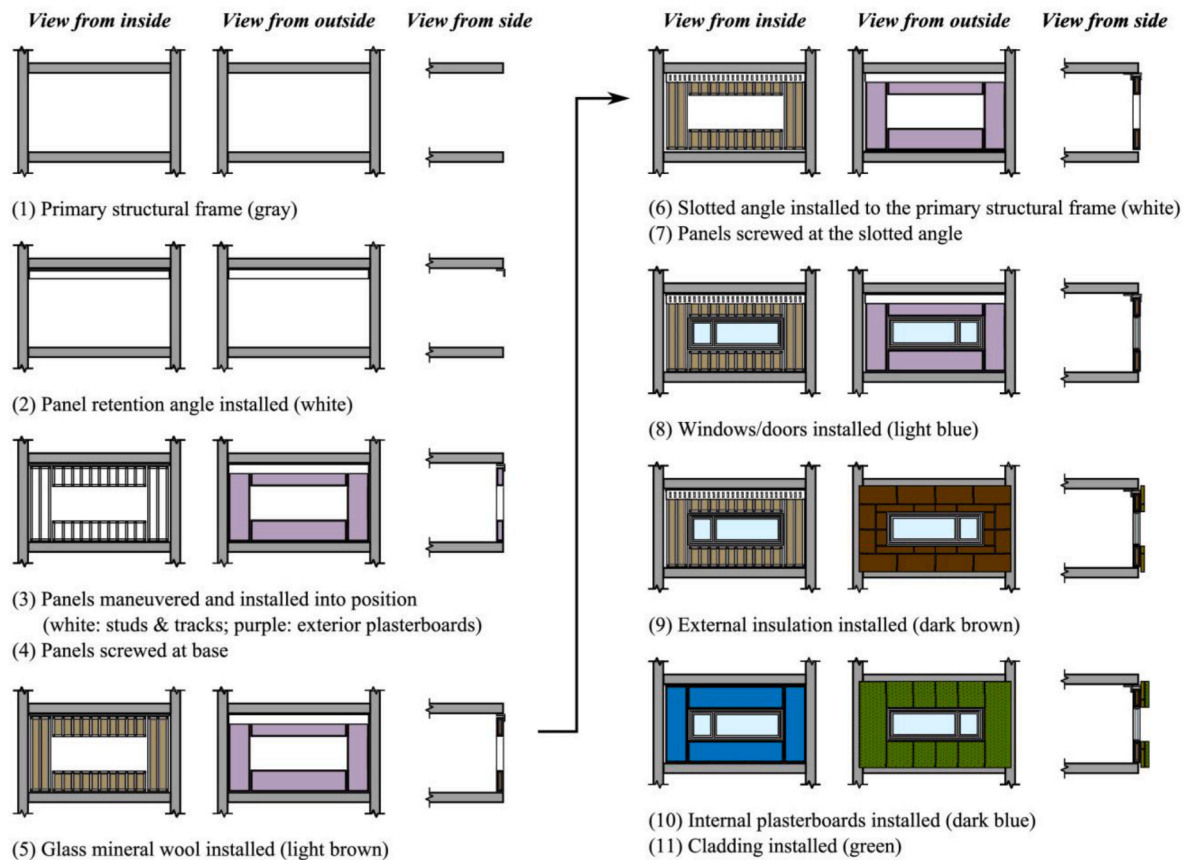 View from inside View from outside View from side
(1) Primary structural frame (gray)
(2) Panel retention angle installed (white)
(3) Panels maneuvered and installed into position
(white: studs & tracks; purple: exterior plasterboards)
(4) Panels screwed at base
(5) Glass mineral wool installed (light brown)
View from inside View from outside View from side
(6) Slotted angle installed to the primary structural frame (white)
(7) Panels screwed at the slotted angle
(8) Windows/doors installed (light blue)
(9) External insulation installed (dark brown)
(10) Internal plasterboards installed (dark blue)
(11) Cladding installed (green)